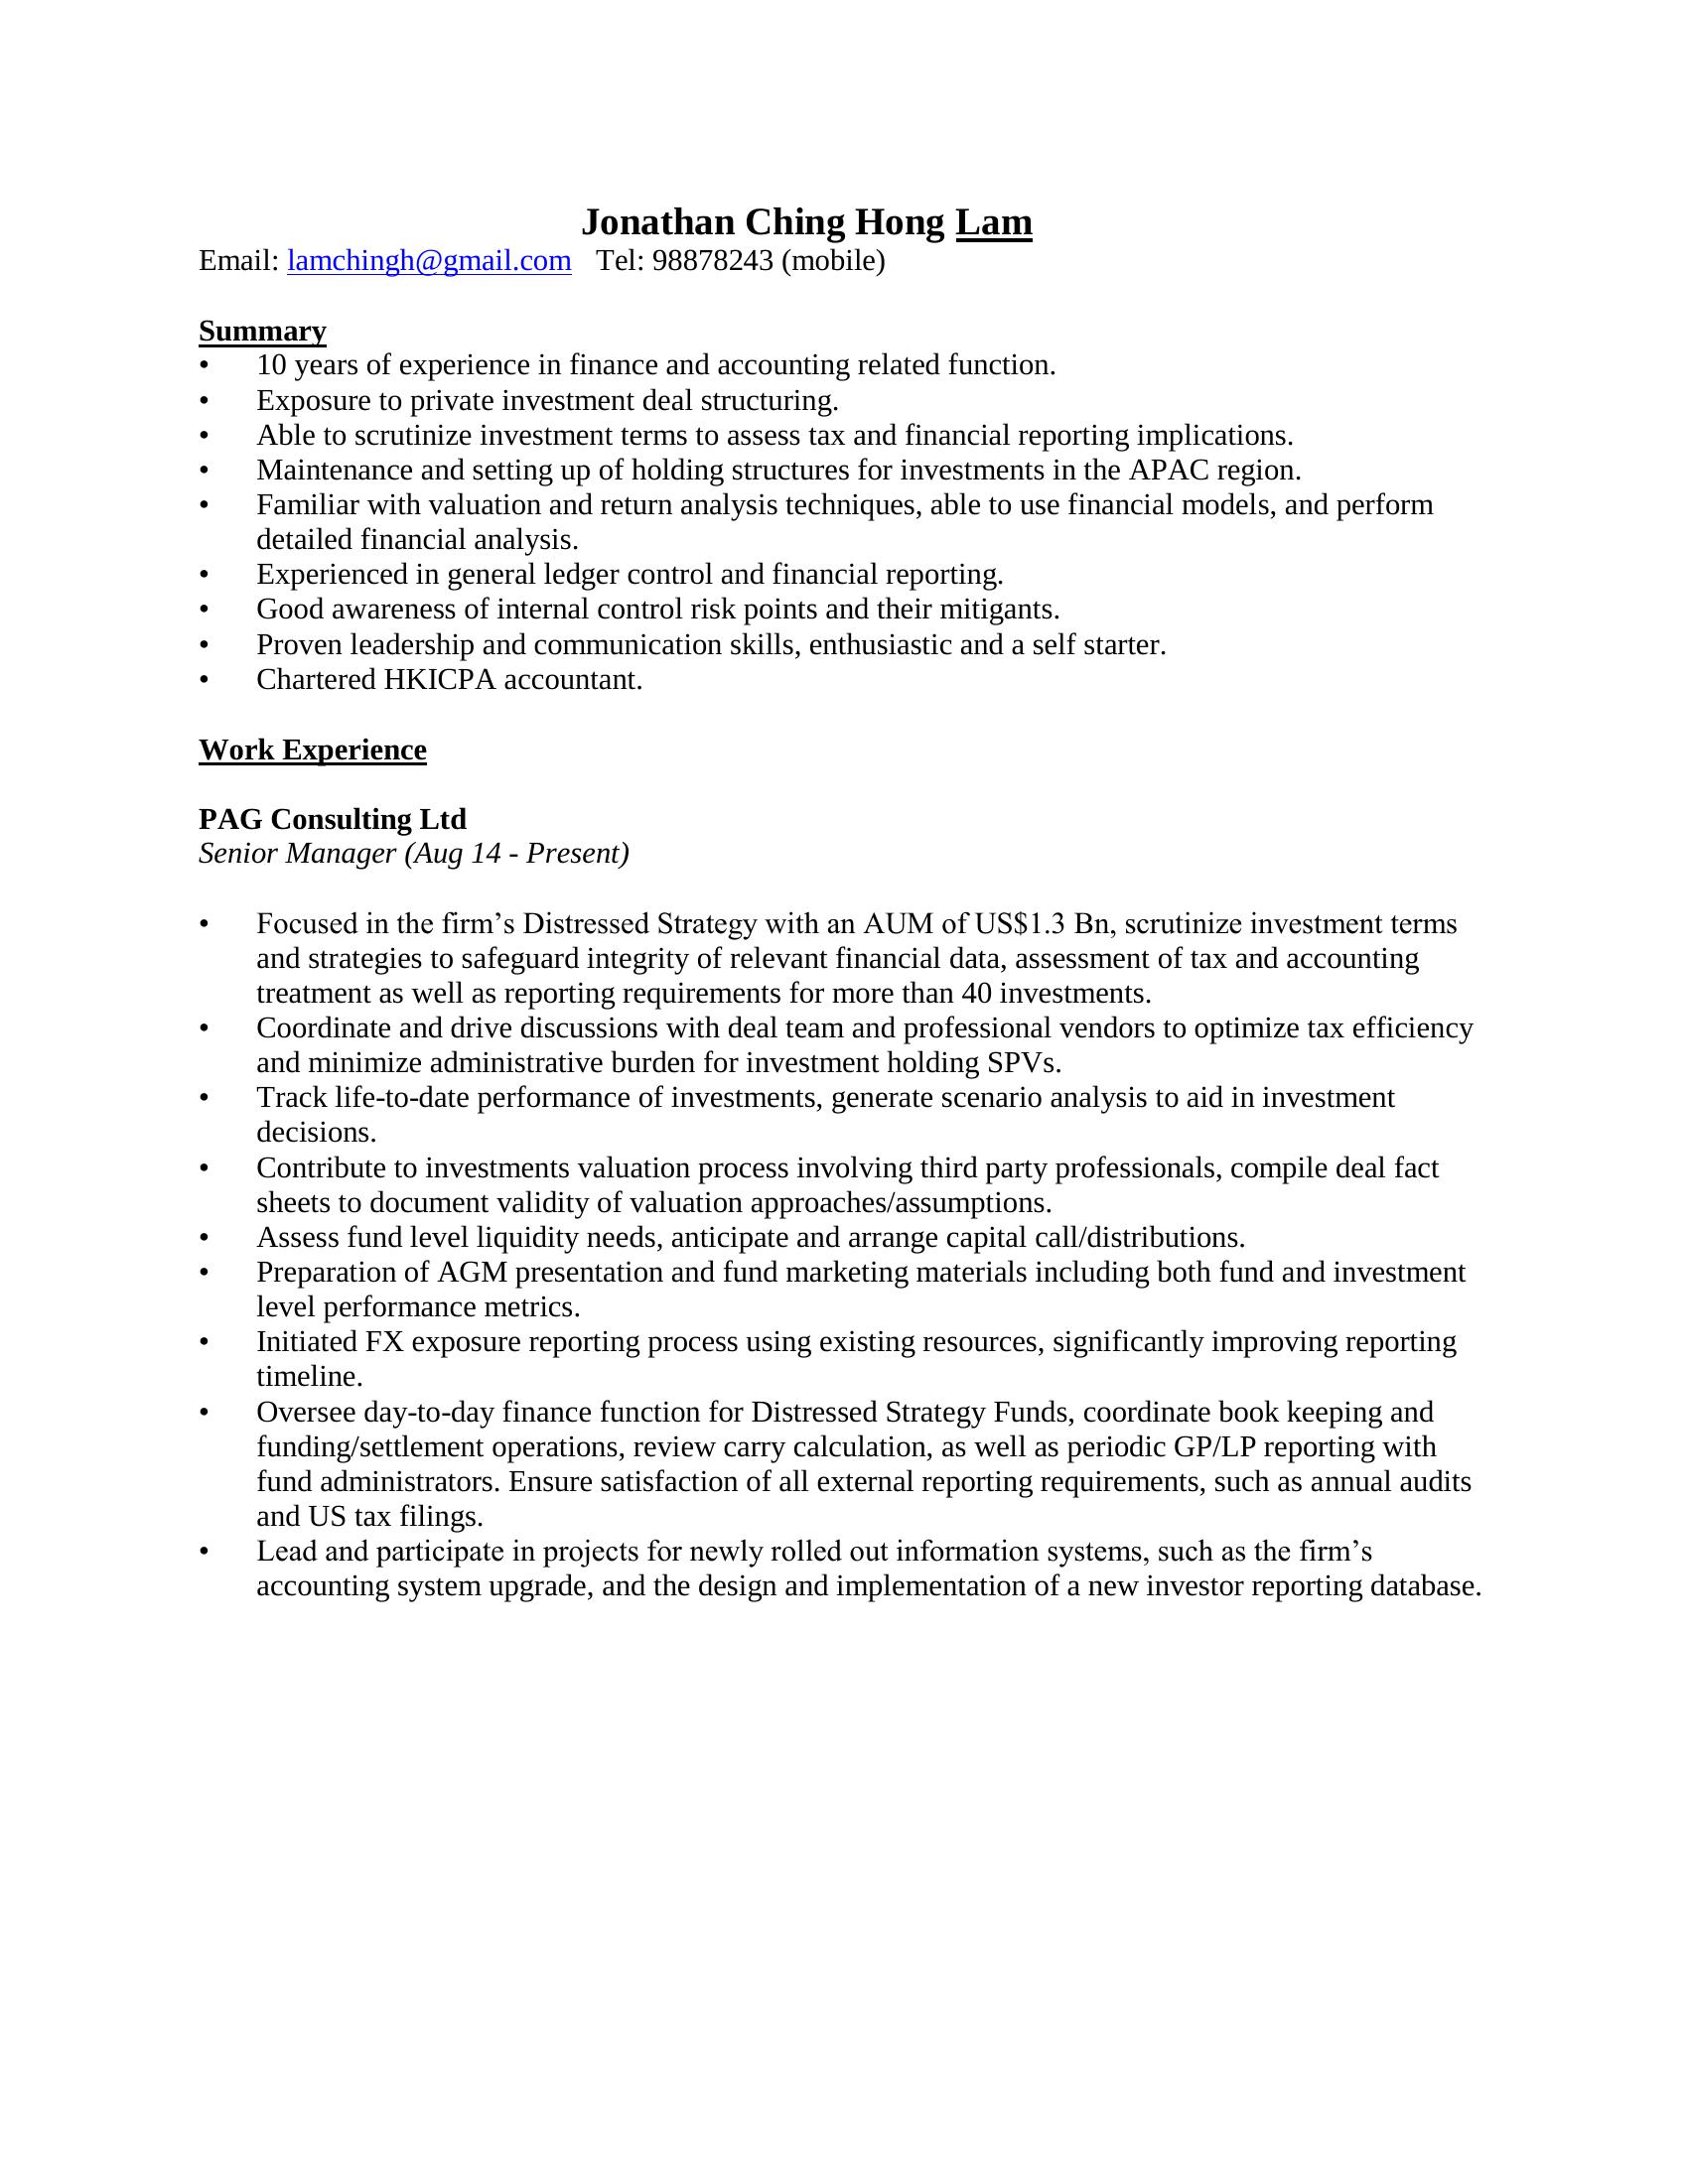 Jonathan Ching Hong Lam
Email: lamchingh@gmail.com Tel: 98878243 (mobile)
Summary
• 10 years of experience in finance and accounting related function.
• Exposure to private investment deal structuring.
• Able to scrutinize investment terms to assess tax and financial reporting implications.
• Maintenance and setting up of holding structures for investments in the APAC region.
• Familiar with valuation and return analysis techniques, able to use financial models, and perform
detailed financial analysis.
• Experienced in general ledger control and financial reporting.
• Good awareness of internal control risk points and their mitigants.
• Proven leadership and communication skills, enthusiastic and a self starter.
• Chartered HKICPA accountant.
Work Experience
PAG Consulting Ltd
Senior Manager (Aug 14 - Present)
• Focused in the firm’s Distressed Strategy with an AUM of US$1.3 Bn, scrutinize investment terms
and strategies to safeguard integrity of relevant financial data, assessment of tax and accounting
treatment as well as reporting requirements for more than 40 investments.
• Coordinate and drive discussions with deal team and professional vendors to optimize tax efficiency
and minimize administrative burden for investment holding SPVs.
• Track life-to-date performance of investments, generate scenario analysis to aid in investment
decisions.
• Contribute to investments valuation process involving third party professionals, compile deal fact
sheets to document validity of valuation approaches/assumptions.
• Assess fund level liquidity needs, anticipate and arrange capital call/distributions.
• Preparation of AGM presentation and fund marketing materials including both fund and investment
level performance metrics.
• Initiated FX exposure reporting process using existing resources, significantly improving reporting
timeline.
• Oversee day-to-day finance function for Distressed Strategy Funds, coordinate book keeping and
funding/settlement operations, review carry calculation, as well as periodic GP/LP reporting with
fund administrators. Ensure satisfaction of all external reporting requirements, such as annual audits
and US tax filings.
• Lead and participate in projects for newly rolled out information systems, such as the firm’s
accounting system upgrade, and the design and implementation of a new investor reporting database.